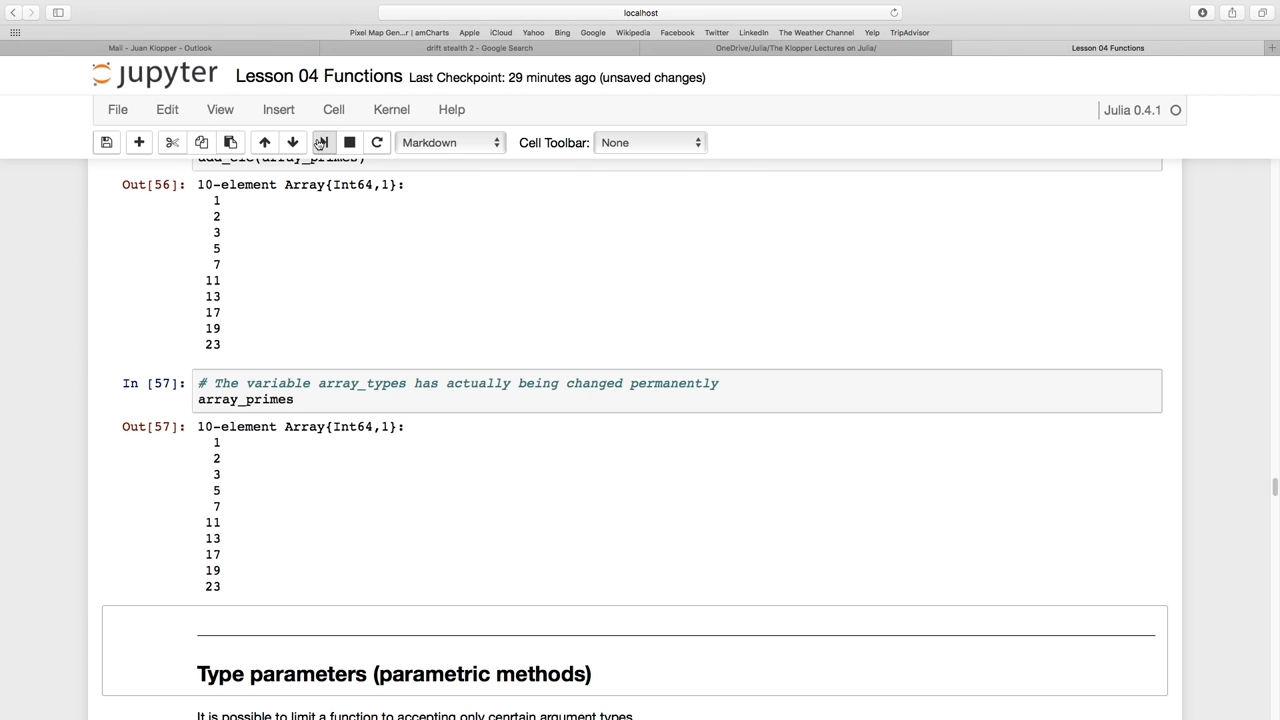 localhost
Pixel Map Gen...r | amCharts Apple iCloud Yahoo Bing Google Wikipedia Facebook Twitter LinkedIn The Weather Channel Yelp TripAdvisor
Mail - Juan Klopper - Outlook drift stealth 2 - Google Search OneDrive/Julia/The Klopper Lectures on Julia/ Lesson 04 Functions
jupyter Lesson 04 Functions Last Checkpoint: 29 minutes ago (unsaved changes)
File Edit View Insert Cell Kernel Help Julia 0.4.1
Markdown Cell Toolbar: None
add_ele(array_primes)
Out[56]: 10-element Array{Int64,1}:
1
2
3
5
7
11
13
17
19
23
In [57]: # The variable array_types has actually being changed permanently
array_primes
Out[57]: 10-element Array{Int64,1}:
1
2
3
5
7
11
13
17
19
23
Type parameters (parametric methods)
It is possible to limit a function to accepting only cenrtain argument types.